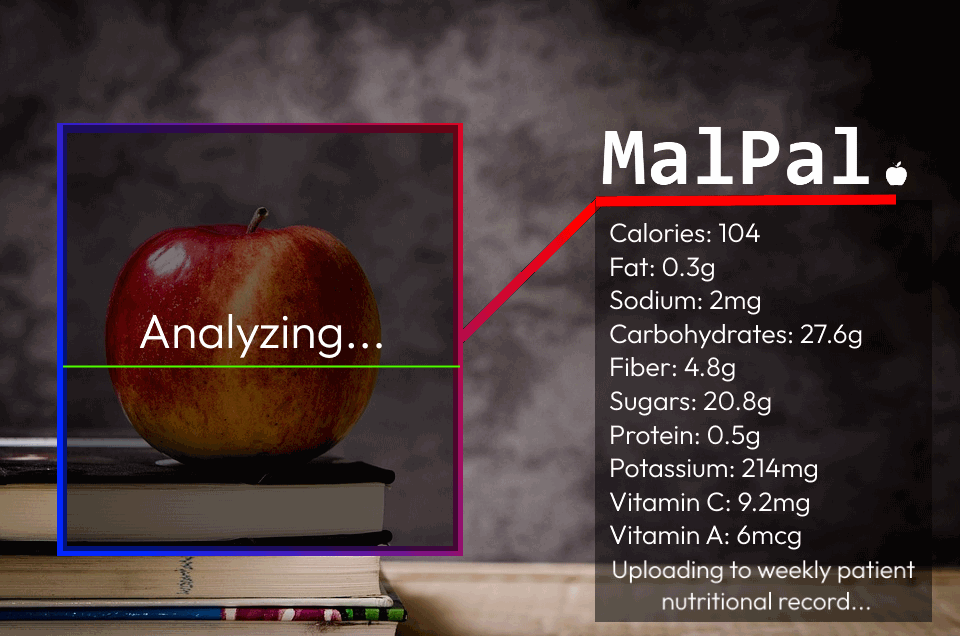 MalPal.
Analyzing...
Calories: 104
Fat: 0.3g
Sodium: 2mg
Carbohydrates: 27.6g
Fiber: 4.8g
Sugars: 20.8g
Protein: 0.5g
Potassium: 214mg
Vitamin C: 9.2mg
Vitamin A: 6mcg
Uploading to weekly patient
nutritional record...